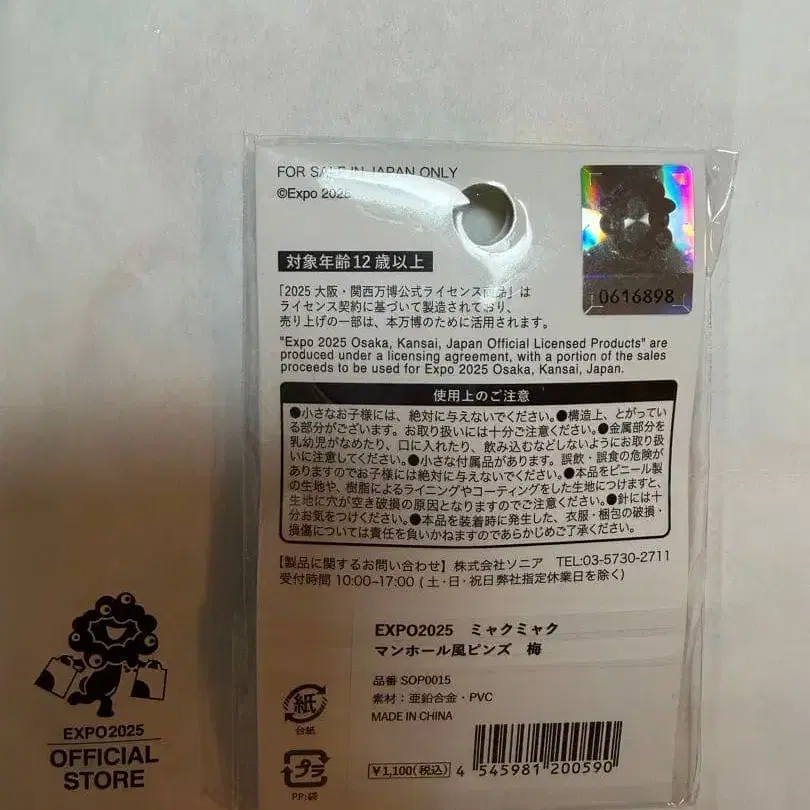 FOR SALE IN JAPAN ONLY
©Expo 2025
0616898
対象年齢12歳以上
「2025 大阪・関西万博公式ライセンス商品」は
ライセンス契約に基づいて製造されており、
売り上げの一部は、本万博のために活用されます。
"Expo 2025 Osaka, Kansai, Japan Official Licensed Products" are
produced under a licensing agreement, with a portion of the sales
proceeds to be used for Expo 2025 Osaka, Kansai, Japan.
使用上のご注意
●小さなお子様には、絶対に与えないでください。●構造上、とがってい
る部分がございます。お取り扱いには十分ご注意ください。●金属部分を
乳幼児がなめたり、口に入れたり、飲み込むなどしないようにお取り扱
いに注意してください。●小さな付属品があります。誤飲・誤食の危険が
ありますのでお子様には絶対に与えないでください。●本品をビニール製
の生地や、樹脂によるライニングやコーティングをした生地につけますと、
生地に穴が空き破損の原因となりますのでご注意ください。●針には十
分お気をつけください。●本品を装着時に発生した、衣服・梱包の破損・
損傷については責任を負いかねますのであらかじめご了承ください。
【製品に関するお問い合わせ】 株式会社ソニア TEL:03-5730-2711
受付時間 10:00~17:00 (土・日・祝日弊社指定休業日を除く)
EXPO2025 ミャクミャク
マンホール風ピンズ 梅
品番 SOP0015
素材：亜鉛合金・PVC
MADE IN CHINA
紙
台紙
プラ
PP:袋
¥1,100(税込)
4 545981 200590
EXPO2025
OFFICIAL
STORE